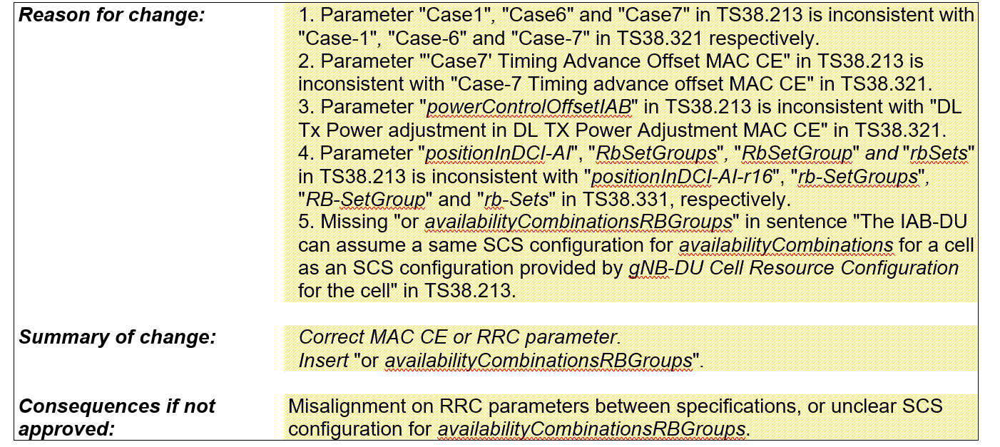 Reason for change:
1. Parameter "Case1", "Case6" and "Case7" in TS38.213 is inconsistent with
"Case-1", "Case-6" and "Case-7" in TS38.321 respectively.
2. Parameter "'Case7' Timing Advance Offset MAC CE" in TS38.213 is
inconsistent with "Case-7 Timing advance offset MAC CE" in TS38.321.
3. Parameter "powerControlOffsetIAB" in TS38.213 is inconsistent with "DL
Tx Power adjustment in DL TX Power Adjustment MAC CE" in TS38.321.
4. Parameter "positionInDCI-AI", "RbSetGroups", "RbSetGroup" and "rbSets"
in TS38.213 is inconsistent with "positionInDCI-AI-r16", "rb-SetGroups",
"RB-SetGroup" and "rb-Sets" in TS38.331, respectively.
5. Missing "or availabilityCombinationsRBGroups" in sentence "The IAB-DU
can assume a same SCS configuration for availabilityCombinations for a cell
as an SCS configuration provided by gNB-DU Cell Resource Configuration
for the cell" in TS38.213.
Summary of change:
Correct MAC CE or RRC parameter.
Insert "or availabilityCombinationsRBGroups".
Consequences if not
approved:
Misalignment on RRC parameters between specifications, or unclear SCS
configuration for availabilityCombinationsRBGroups.